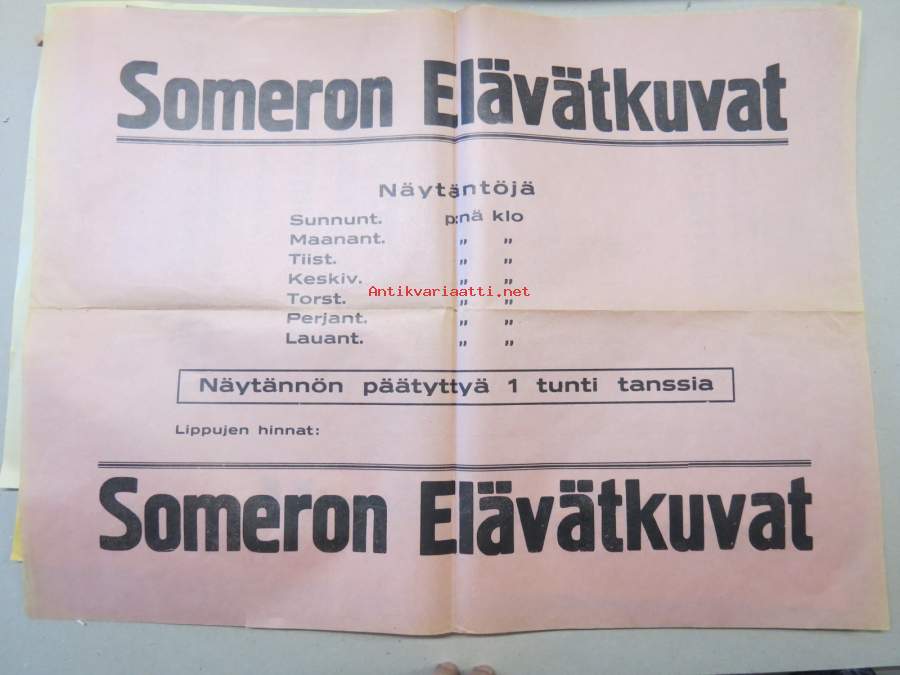 Someron Elävätkuvat
Näytäntöjä
Sunnunt. p:nä klo
Maanant. " "
Tiist. " "
Keskiv. " "
Antikvariaatti.net
Torst. " "
Perjant. " "
Lauant. " "
Näytännön päätyttyä 1 tunti tanssia
Lippujen hinnat:
Someron Elävätkuvat